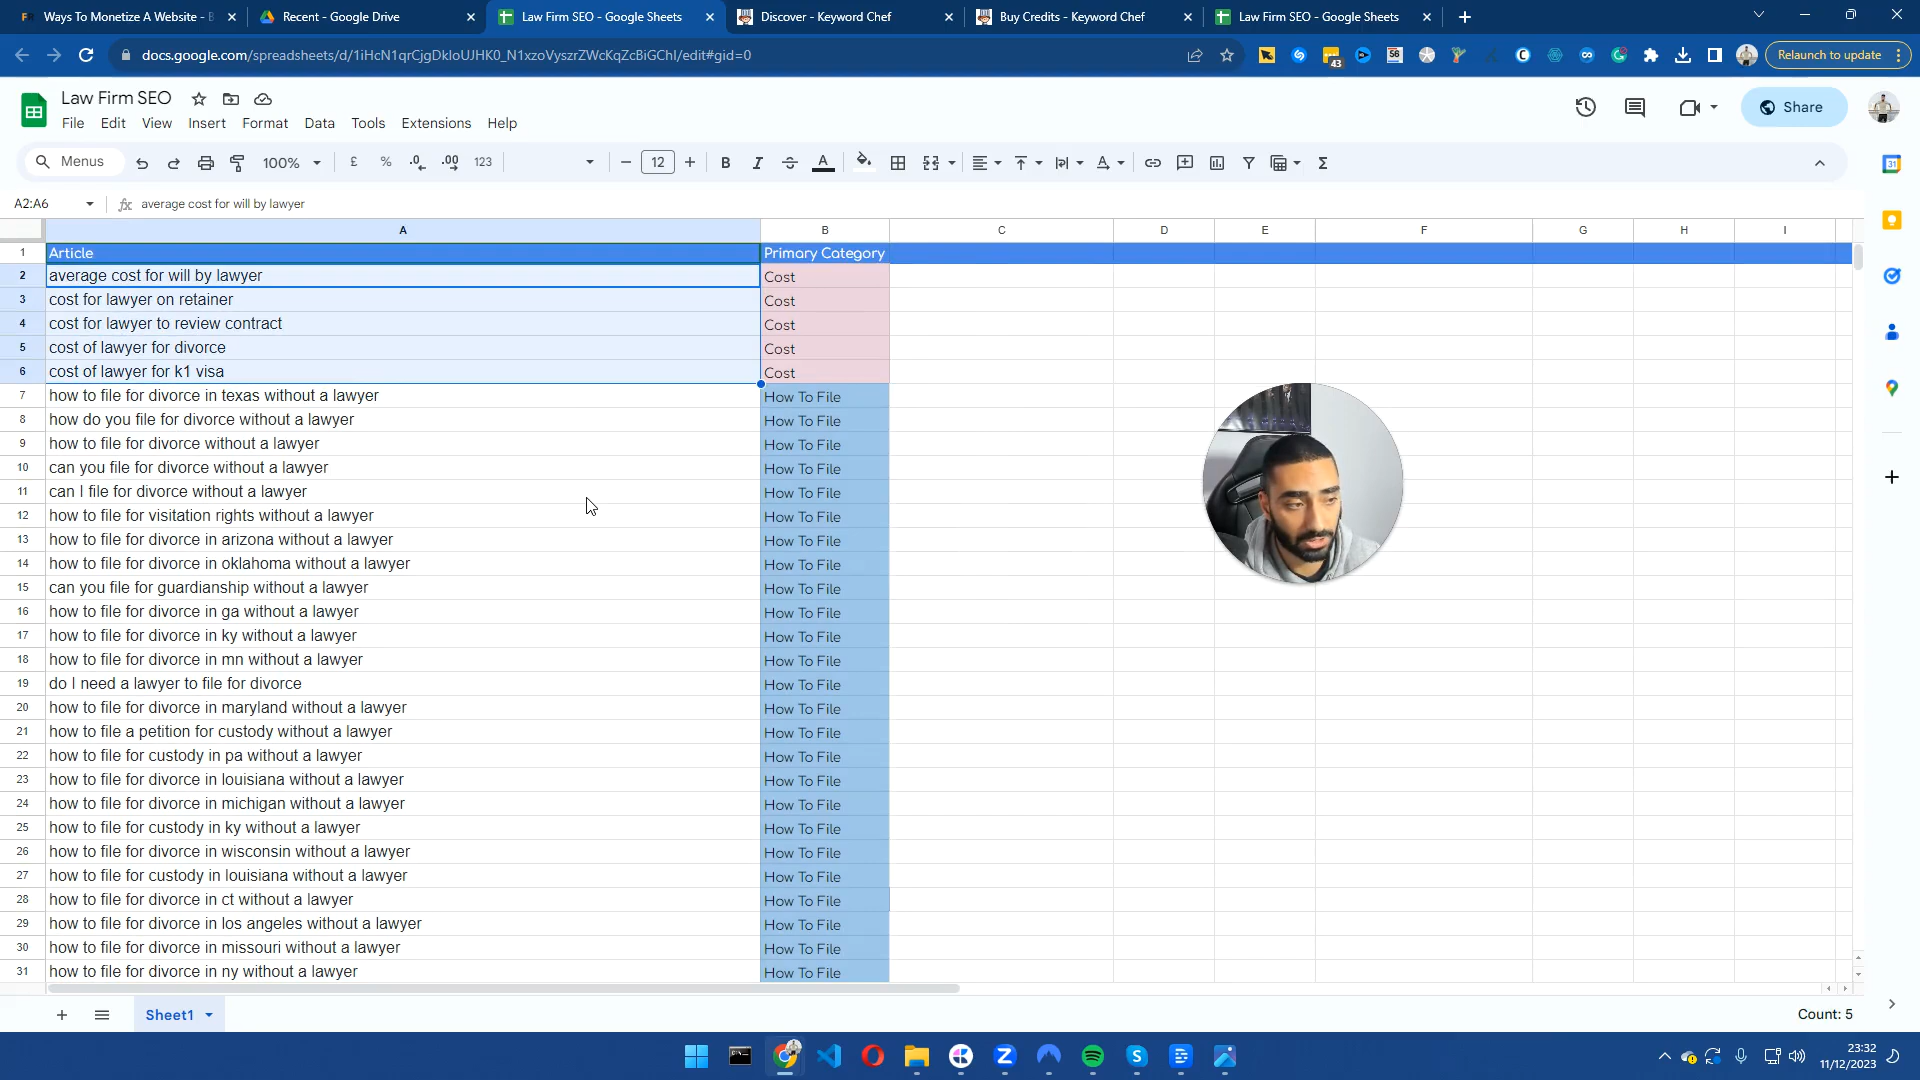 Ways To Monetize A Website - B
Recent - Google Drive
Law Firm SEO - Google Sheets
Discover - Keyword Chef
Buy Credits - Keyword Chef
Law Firm SEO - Google Sheets
docs.google.com/spreadsheets/d/1iHcN1qrCjgDkIoUJHK0_N1xzoVyszrZWcKqZcBiGChI/edit#gid=0
43
Relaunch to update
Law Firm SEO
Share
File Edit View Insert Format Data Tools Extensions Help
Menus
100%
£ % .0 .00 123
12
B I A
31
A2:A6
fx average cost for will by lawyer
A B C D E F G H I
1 Article Primary Category
2 average cost for will by lawyer Cost
3 cost for lawyer on retainer Cost
4 cost for lawyer to review contract Cost
5 cost of lawyer for divorce Cost
6 cost of lawyer for k1 visa Cost
7 how to file for divorce in texas without a lawyer How To File
8 how do you file for divorce without a lawyer How To File
9 how to file for divorce without a lawyer How To File
10 can you file for divorce without a lawyer How To File
11 can I file for divorce without a lawyer How To File
12 how to file for visitation rights without a lawyer How To File
13 how to file for divorce in arizona without a lawyer How To File
14 how to file for divorce in oklahoma without a lawyer How To File
15 can you file for guardianship without a lawyer How To File
16 how to file for divorce in ga without a lawyer How To File
17 how to file for divorce in ky without a lawyer How To File
18 how to file for divorce in mn without a lawyer How To File
19 do I need a lawyer to file for divorce How To File
20 how to file for divorce in maryland without a lawyer How To File
21 how to file a petition for custody without a lawyer How To File
22 how to file for custody in pa without a lawyer How To File
23 how to file for divorce in louisiana without a lawyer How To File
24 how to file for divorce in michigan without a lawyer How To File
25 how to file for custody in ky without a lawyer How To File
26 how to file for divorce in wisconsin without a lawyer How To File
27 how to file for custody in louisiana without a lawyer How To File
28 how to file for divorce in ct without a lawyer How To File
29 how to file for divorce in los angeles without a lawyer How To File
30 how to file for divorce in missouri without a lawyer How To File
31 how to file for divorce in ny without a lawyer How To File
Sheet1
Count: 5
23:32
11/12/2023